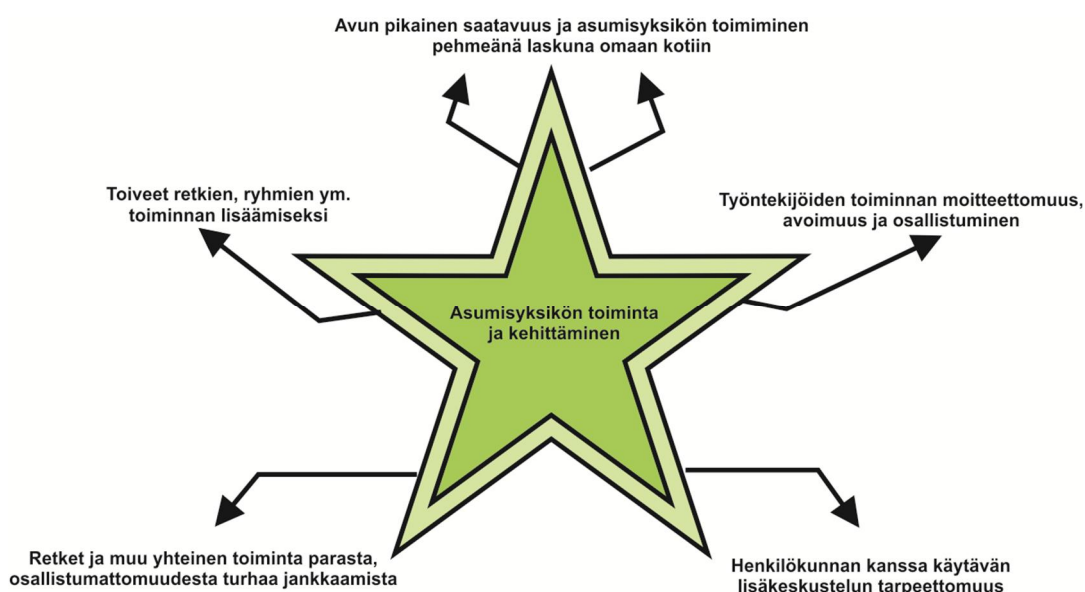 Avun pikainen saatavuus ja asumisyksikön toimiminen
pehmeänä laskuna omaan kotiin
Toiveet retkien, ryhmien ym.
toiminnan lisäämiseksi
Työntekijöiden toiminnan moitteettomuus,
avoimuus ja osallistuminen
Asumisyksikön toiminta
ja kehittäminen
Retket ja muu yhteinen toiminta parasta,
osallistumattomuudesta turhaa jankkaamista
Henkilökunnan kanssa käytävän
lisäkeskustelun tarpeettomuus